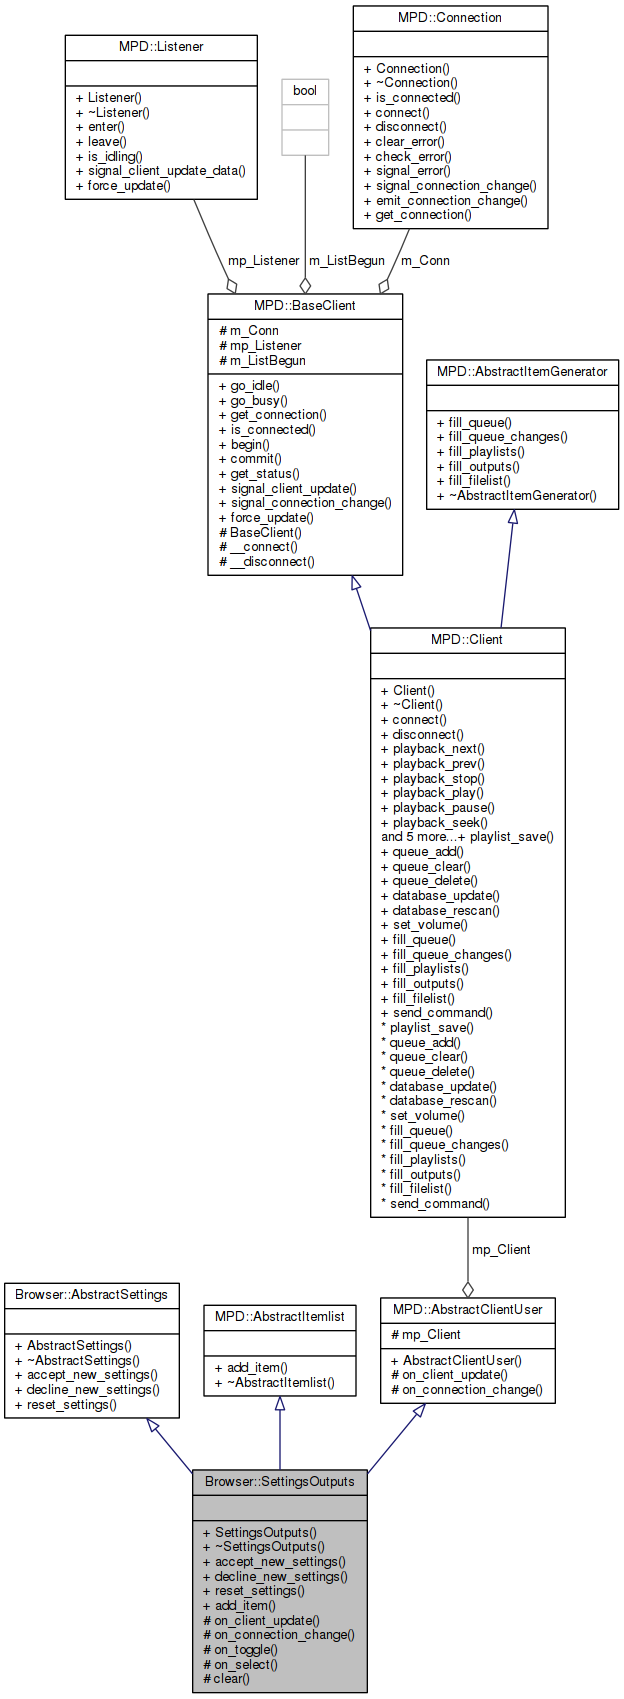 MPD::Connection
+ Connection()
+ ~Connection()
+ is_connected()
+ connect()
+ disconnect()
+ clear_error()
+ check_error()
+ signal_error()
+ signal_connection_change()
+ emit_connection_change()
+ get_connection()
MPD::Listener
+ Listener()
+ ~Listener()
+ enter()
+ leave()
+ is_idling()
+ signal_client_update_data()
+ force_update()
bool
mp_Listener
m_ListBegun
m_Conn
MPD::BaseClient
# m_Conn
# mp_Listener
# m_ListBegun
+ go_idle()
+ go_busy()
+ get_connection()
+ is_connected()
+ begin()
+ commit()
+ get_status()
+ signal_client_update()
+ signal_connection_change()
+ force_update()
# BaseClient()
# __connect()
# __disconnect()
MPD::AbstractItemGenerator
+ fill_queue()
+ fill_queue_changes()
+ fill_playlists()
+ fill_outputs()
+ fill_filelist()
+ ~AbstractItemGenerator()
MPD::Client
+ Client()
+ ~Client()
+ connect()
+ disconnect()
+ playback_next()
+ playback_prev()
+ playback_stop()
+ playback_play()
+ playback_pause()
+ playback_seek()
and 5 more...+ playlist_save()
+ queue_add()
+ queue_clear()
+ queue_delete()
+ database_update()
+ database_rescan()
+ set_volume()
+ fill_queue()
+ fill_queue_changes()
+ fill_playlists()
+ fill_outputs()
+ fill_filelist()
+ send_command()
* playlist_save()
* queue_add()
* queue_clear()
* queue_delete()
* database_update()
* database_rescan()
* set_volume()
* fill_queue()
* fill_queue_changes()
* fill_playlists()
* fill_outputs()
* fill_filelist()
* send_command()
mp_Client
Browser::AbstractSettings
+ AbstractSettings()
+ ~AbstractSettings()
+ accept_new_settings()
+ decline_new_settings()
+ reset_settings()
MPD::AbstractItemlist
+ add_item()
+ ~AbstractItemlist()
MPD::AbstractClientUser
# mp_Client
+ AbstractClientUser()
# on_client_update()
# on_connection_change()
Browser::SettingsOutputs
+ SettingsOutputs()
+ ~SettingsOutputs()
+ accept_new_settings()
+ decline_new_settings()
+ reset_settings()
+ add_item()
# on_client_update()
# on_connection_change()
# on_toggle()
# on_select()
# clear()